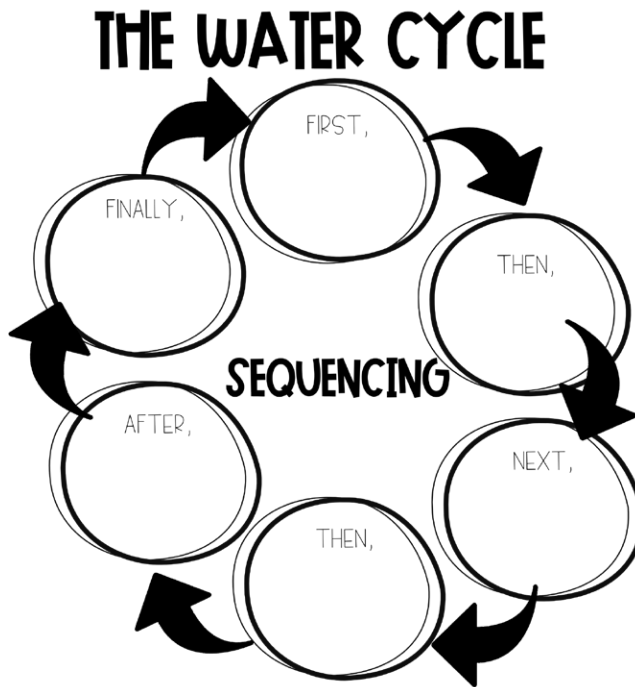 THE WATER CYCLE
FIRST,
THEN,
NEXT,
THEN,
AFTER,
FINALLY,
SEQUENCING